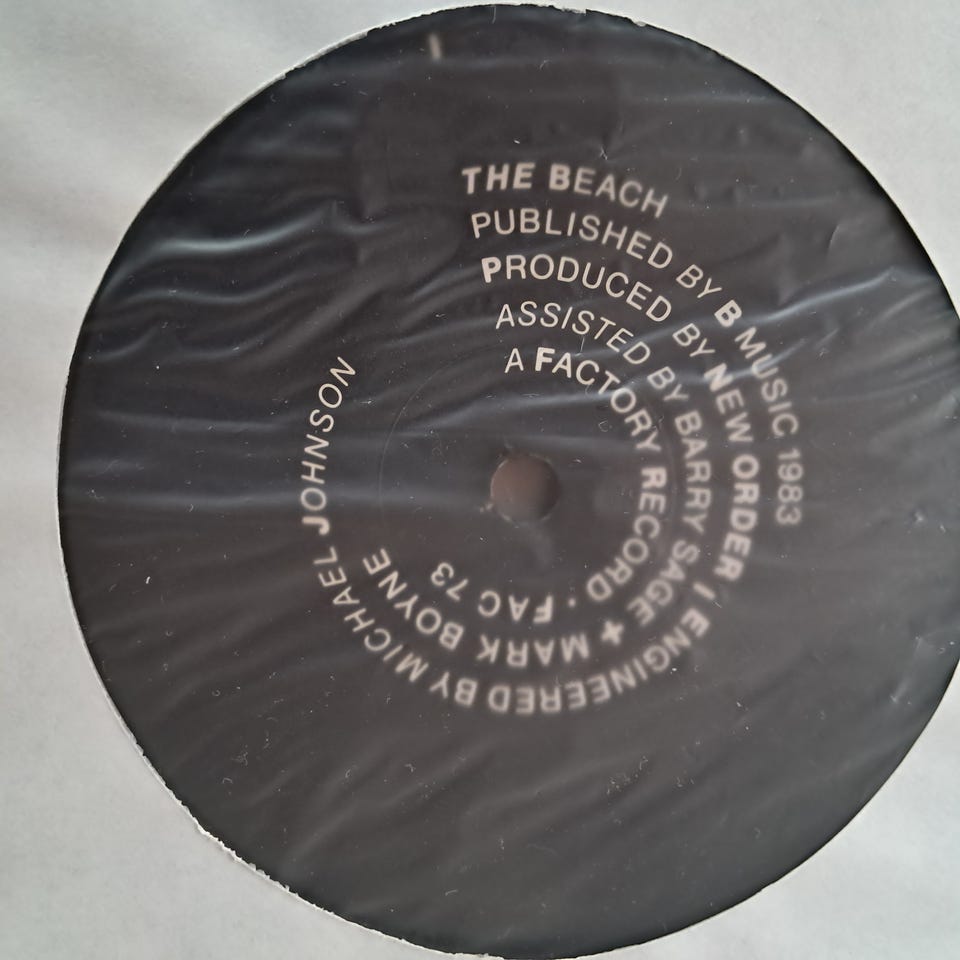 THE BEACH
PUBLISHED BY B MUSIC 1983
PRODUCED BY NEW ORDER / ENGINEERED BY MICHAEL JOHNSON
ASSISTED BY BARRY SAGE + MARK BOYNE
A FACTORY RECORD · FAC 73